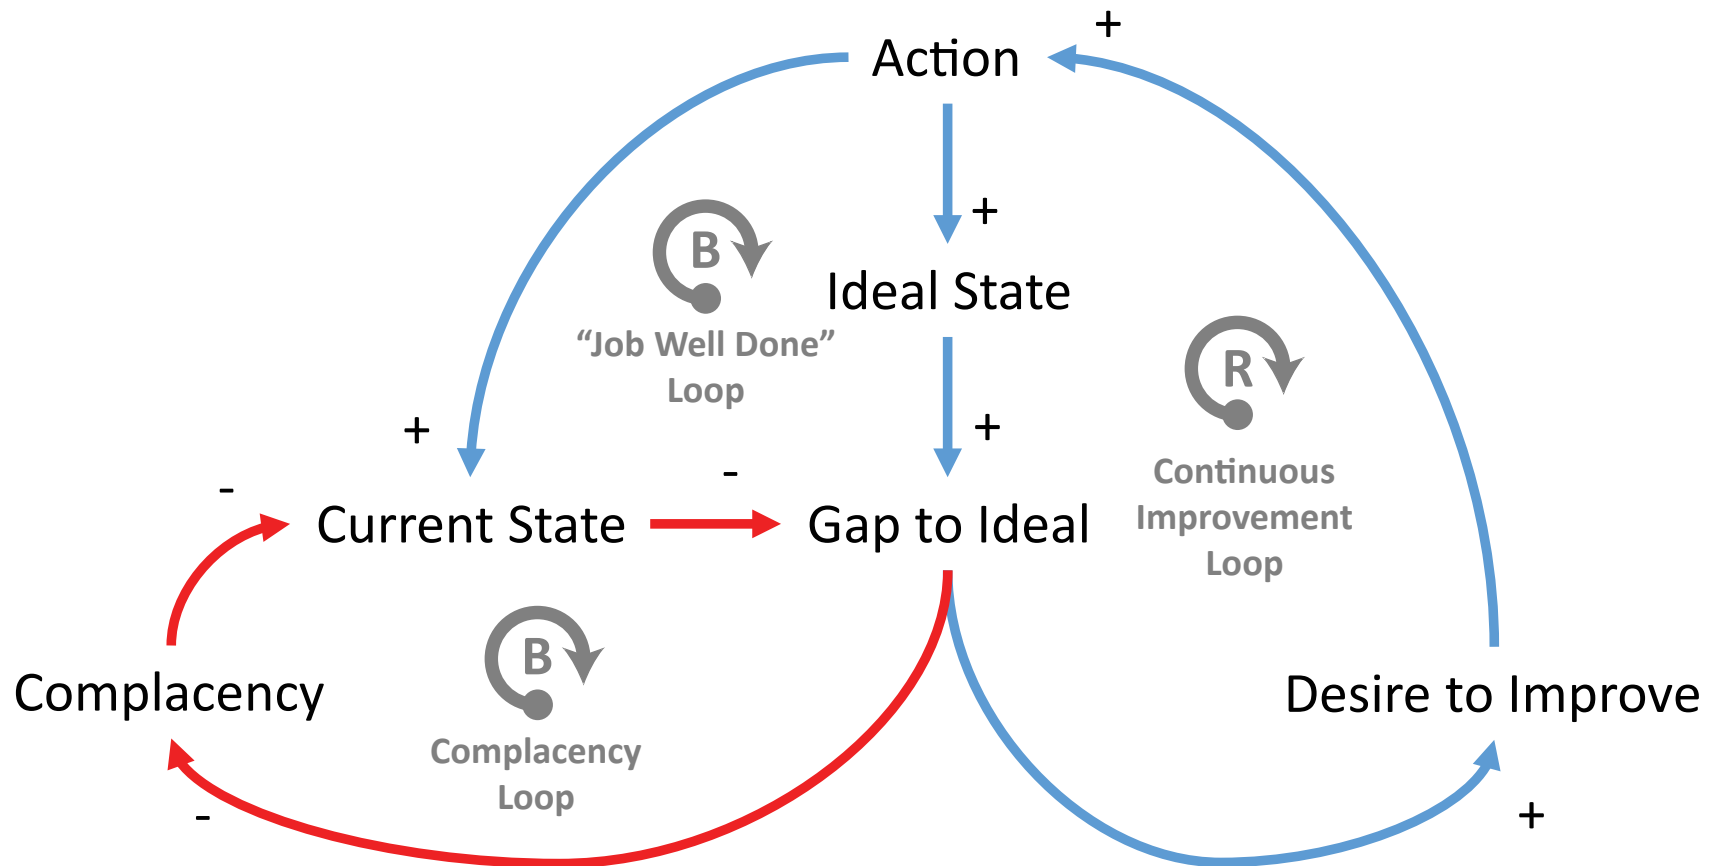 +
Action
+
B
Ideal State
“Job Well Done”
Loop
R
+
+
-
-
Continuous
Improvement
Loop
Current State
Gap to Ideal
B
Complacency
Desire to Improve
Complacency
Loop
-
+